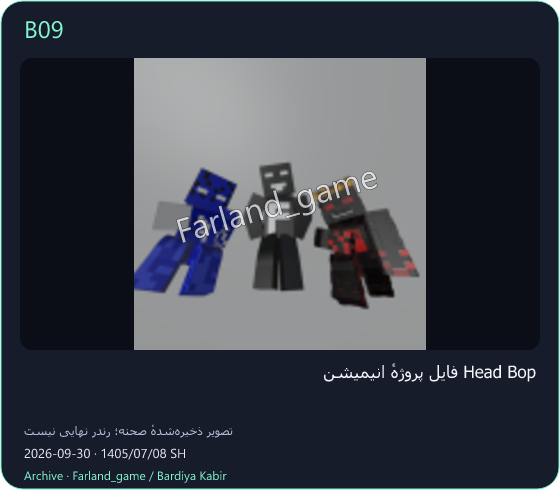 B09
Farland_game
فایل پروژهٔ انیمیشن Head Bop
تصویر ذخیره‌شدهٔ صحنه؛ رندر نهایی نیست
2026-09-30 · 1405/07/08 SH
Archive · Farland_game / Bardiya Kabir